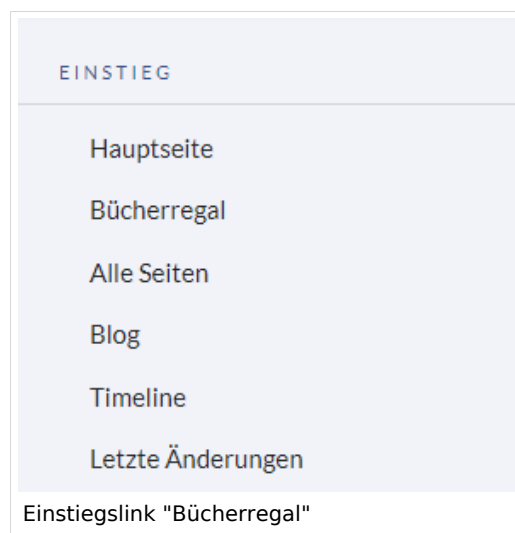 EINSTIEG
Hauptseite
Bücherregal
Alle Seiten
Blog
Timeline
Letzte Änderungen
Einstiegslink "Bücherregal"